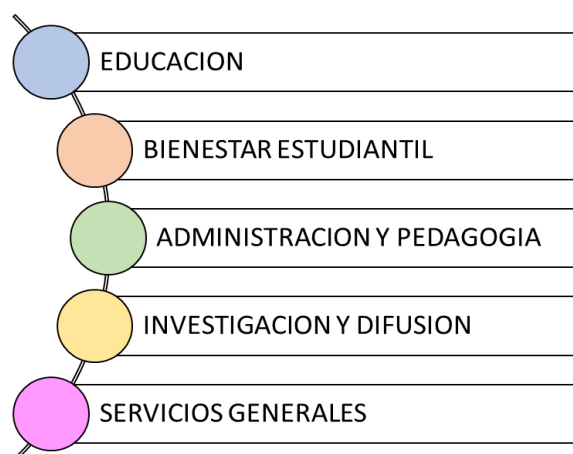 EDUCACION
BIENESTAR ESTUDIANTIL
ADMINISTRACION Y PEDAGOGIA
INVESTIGACION Y DIFUSION
SERVICIOS GENERALES